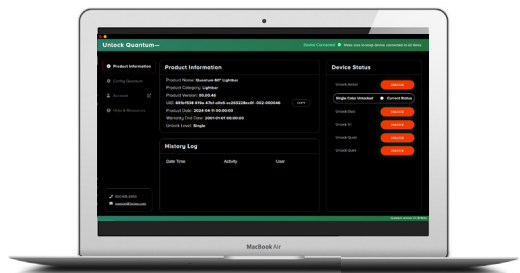 Unlock Quantum—
Device Connected
Make sure to keep device connected at all times
Product Information
Config Quantum
Account
Help & Resources
Product Information
Product Name: Quantum 60" Lightbar
Product Category: Lightbar
Product Version: 00.00.46
COPY
Product Date: 2024-04-11 00:00:00
Warranty End Date: 2001-01-01 00:00:00
Unlock Level: Single
History Log
Date Time
Activity
User
Device Status
Unlock Amber
UNLOCK
Single Color Unlocked
Current Status
Unlock Duo
UNLOCK
Unlock Tri
UNLOCK
Unlock Quad
UNLOCK
UNLOCK
MacBook Air